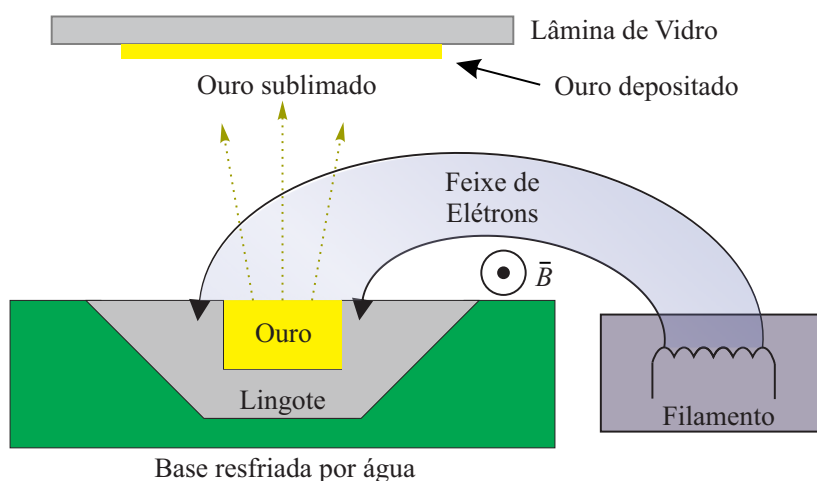 Lâmina de Vidro
Ouro sublimado
Ouro depositado
Feixe de
Elétrons
B̅
Ouro
Lingote
Filamento
Base resfriada por água